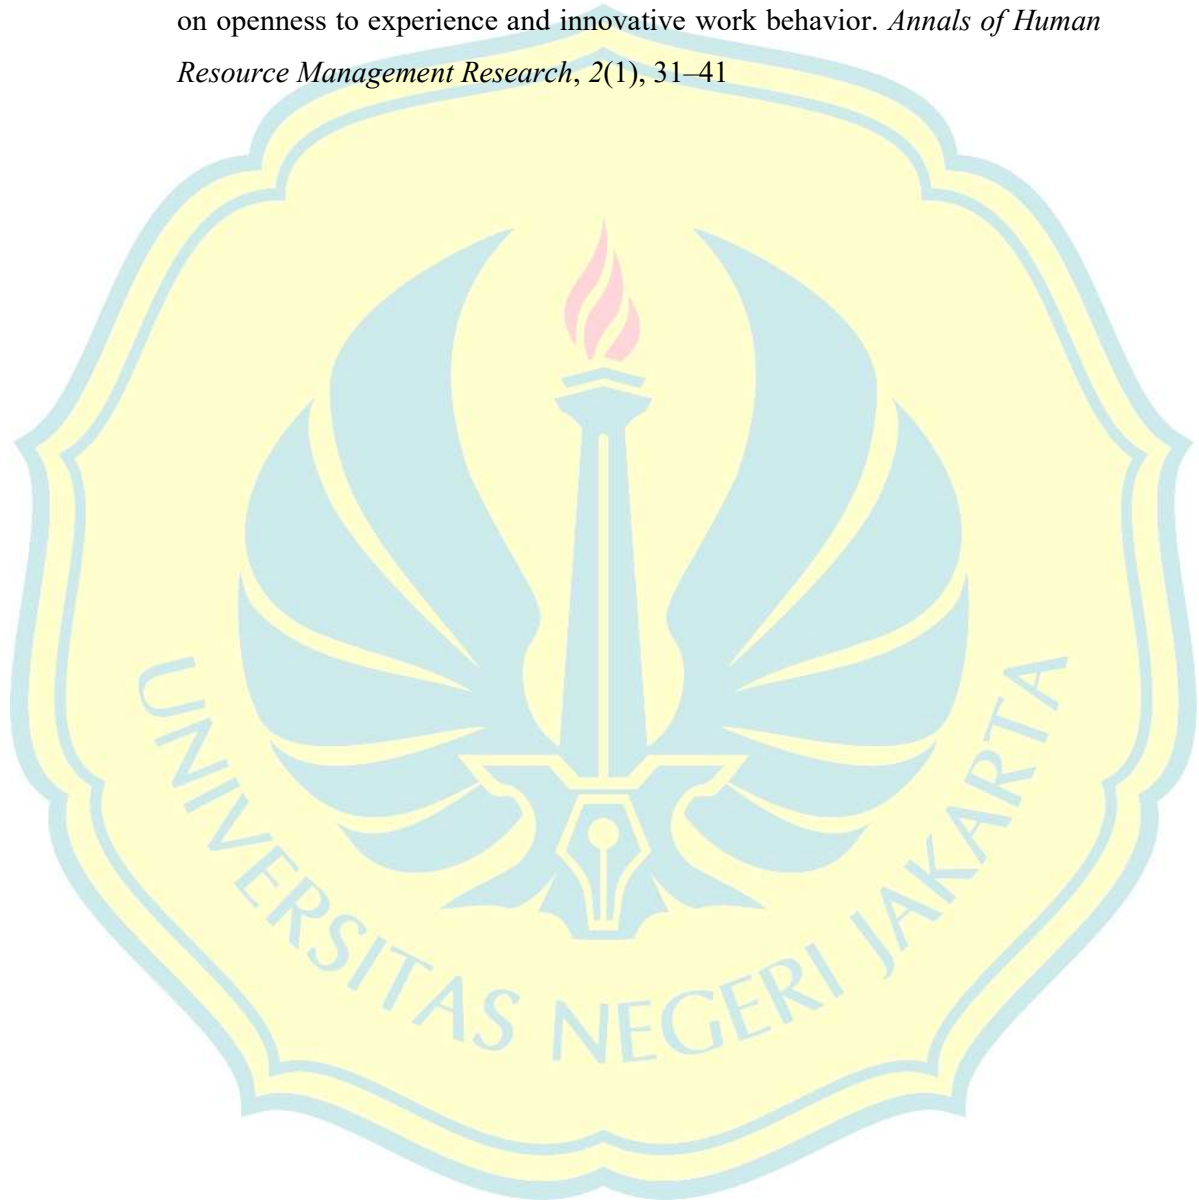 on openness to experience and innovative work behavior. Annals of Human
Resource Management Research, 2(1), 31–41
UNIVERSITAS NEGERI JAKARTA